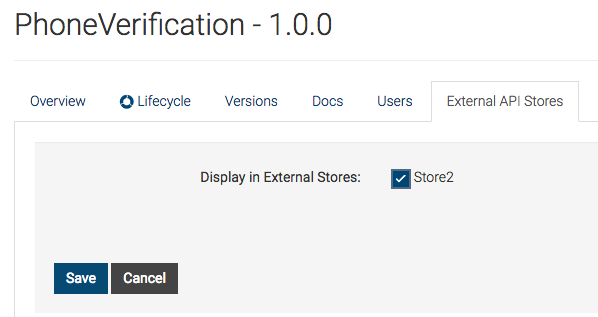 PhoneVerification - 1.0.0
Overview Lifecycle Versions Docs Users External API Stores
Display in External Stores: Store2
Save Cancel